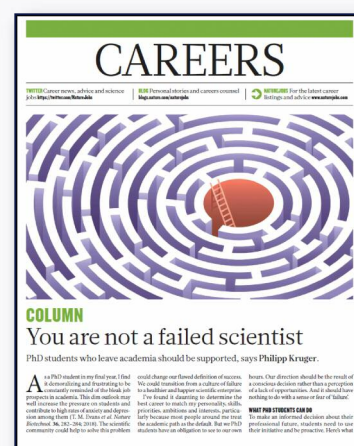 CAREERS
TWITTER Career news, advice and science
jobs https://twitter.com/NatureJobs
BLOG Personal stories and careers counsel
blogs.nature.com/naturejobs
NATUREJOBS For the latest career
listings and advice www.naturejobs.com
COLUMN
You are not a failed scientist
PhD students who leave academia should be supported, says Philipp Kruger.
As a PhD student in my final year, I find
it demoralizing and frustrating to be
constantly reminded of the bleak job
prospects in academia. This dim outlook may
well increase the pressure on students and
contribute to high rates of anxiety and depres-
sion among them (T. M. Evans et al. Nature
Biotechnol. 36, 282–284; 2018). The scientific
community could help to solve this problem
could change our flawed definition of success.
We could transition from a culture of failure
to a healthier and happier scientific enterprise.
I've found it daunting to determine the
best career to match my personality, skills,
priorities, ambitions and interests, particu-
larly because most people around me treat
the academic path as the default. But we PhD
students have an obligation to see to our own
hours. Our direction should be the result of
a conscious decision rather than a perception
of a lack of opportunities. And it should have
nothing to do with a sense or fear of 'failure'.
WHAT PHD STUDENTS CAN DO
To make an informed decision about their
professional future, students need to use
their initiative and be proactive. Here's what